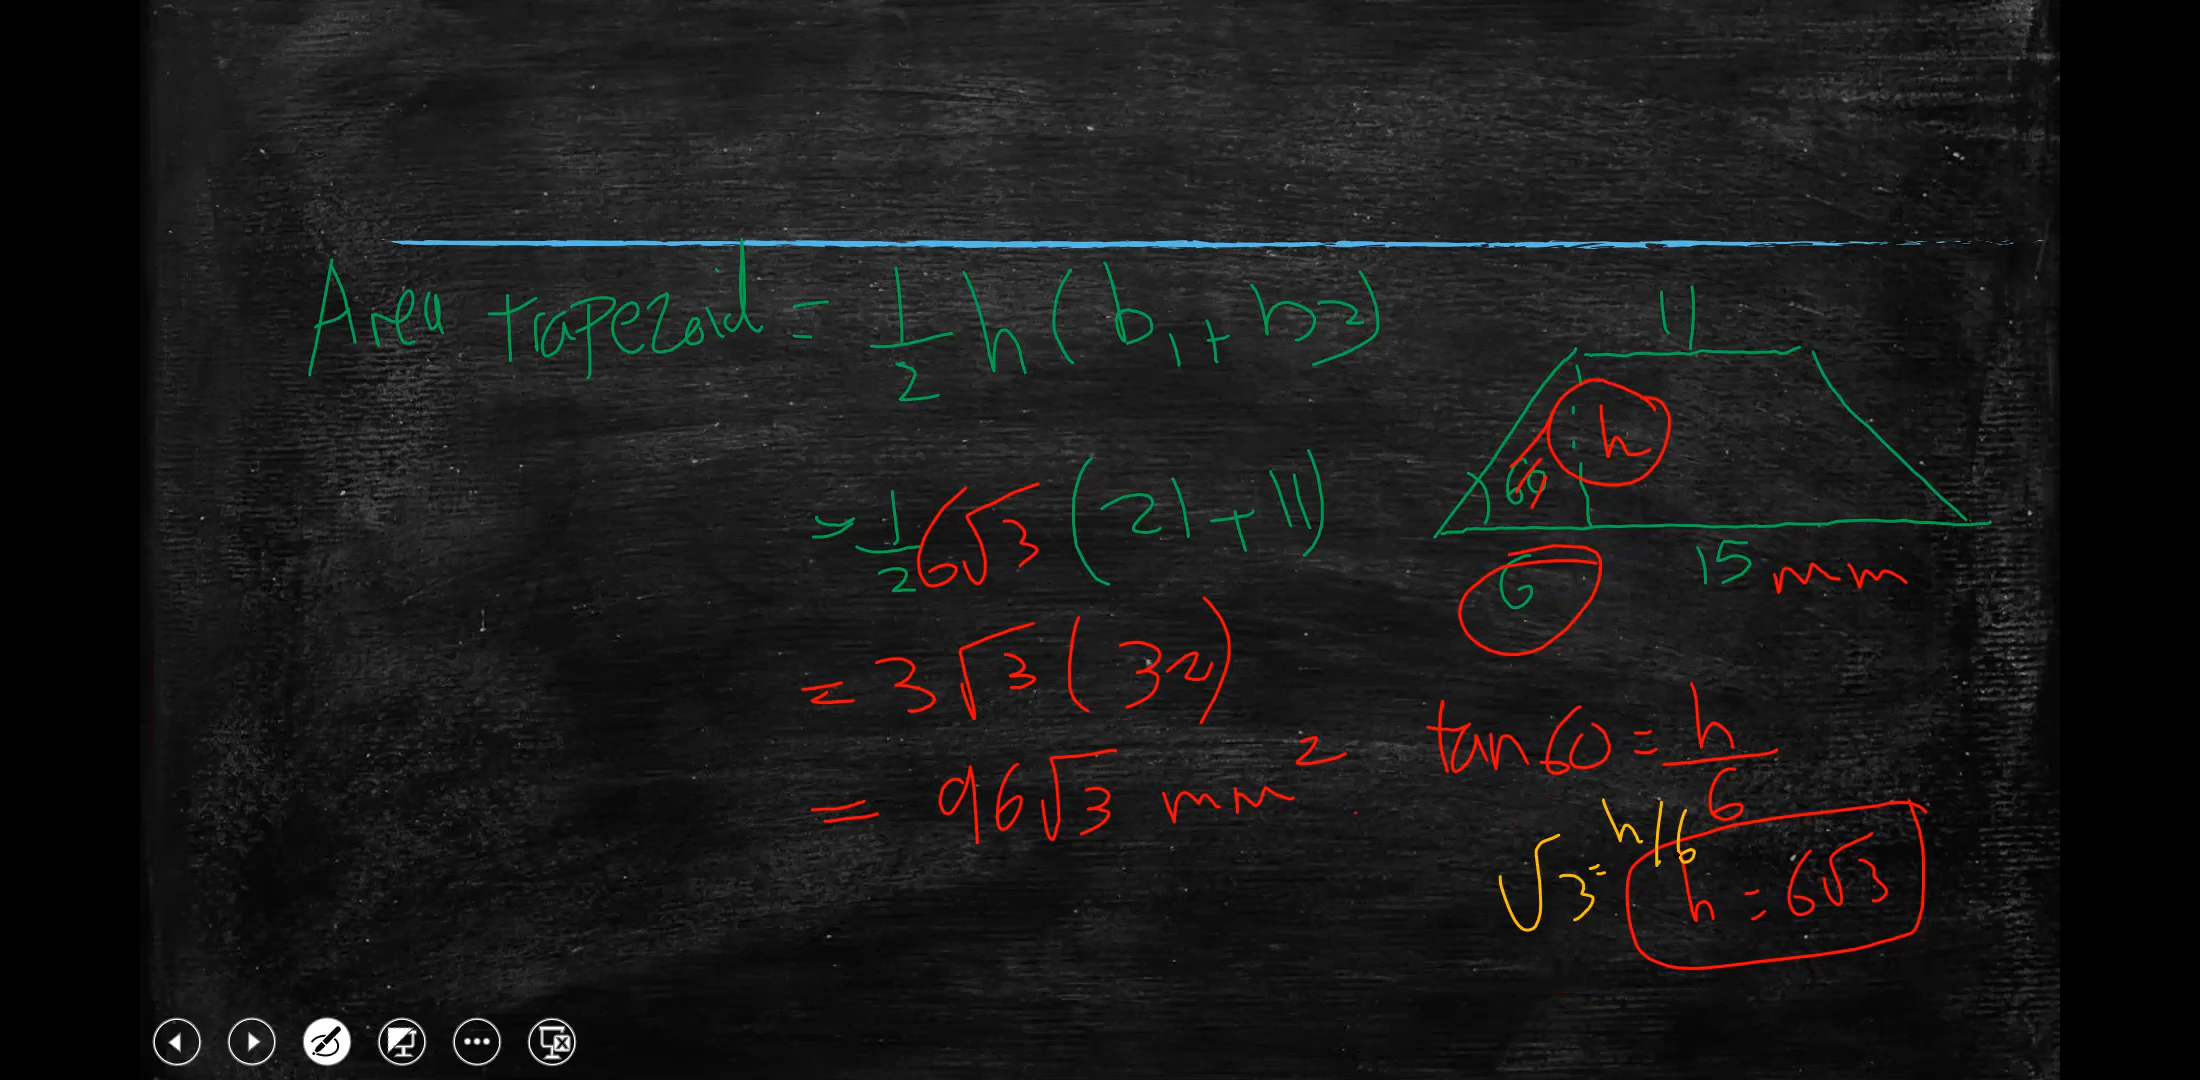 Area trapezoid = 1/2 h (b1 + b2)
= 1/2 6√3 (21 + 11)
= 3√3 (32)
= 96√3 mm²
11
h
60
6
15 mm
tan 60 = h/6
√3 = h/6
h = 6√3